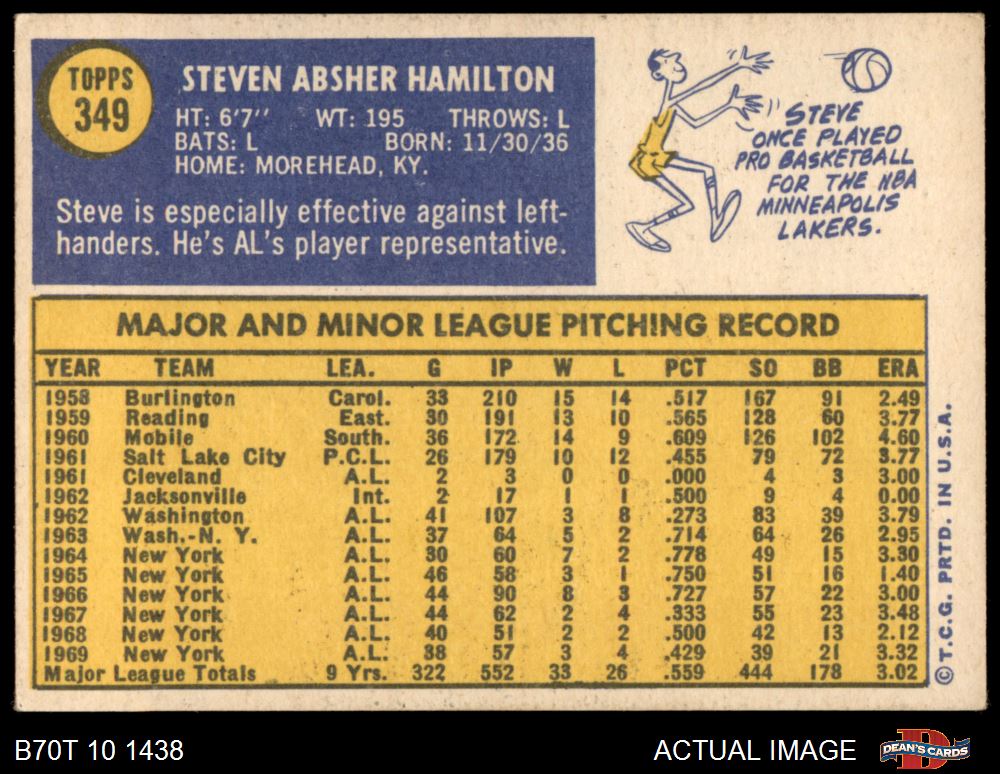 TOPPS
349
STEVEN ABSHER HAMILTON
HT: 6'7" WT: 195 THROWS: L
BATS: L BORN: 11/30/36
HOME: MOREHEAD, KY.
Steve is especially effective against left-
handers. He's AL's player representative.
STEVE
ONCE PLAYED
PRO BASKETBALL
FOR THE NBA
MINNEAPOLIS
LAKERS.
MAJOR AND MINOR LEAGUE PITCHING RECORD
YEAR TEAM LEA. G IP W L PCT SO BB ERA
1958 Burlington Carol. 33 210 15 14 .517 167 91 2.49
1959 Reading East. 30 191 13 10 .565 128 60 3.77
1960 Mobile South. 36 172 14 9 .609 126 102 4.60
1961 Salt Lake City P.C.L. 26 179 10 12 .455 79 72 3.77
1961 Cleveland A.L. 2 3 0 0 .000 4 3 3.00
1962 Jacksonville Int. 2 17 1 1 .500 9 4 0.00
1962 Washington A.L. 41 107 3 8 .273 83 39 3.79
1963 Wash.-N. Y. A.L. 37 64 5 2 .714 64 26 2.95
1964 New York A.L. 30 60 7 2 .778 49 15 3.30
1965 New York A.L. 46 58 3 1 .750 51 16 1.40
1966 New York A.L. 44 90 8 3 .727 57 22 3.00
1967 New York A.L. 44 62 2 4 .333 55 23 3.48
1968 New York A.L. 40 51 2 2 .500 42 13 2.12
1969 New York A.L. 38 57 3 4 .429 39 21 3.32
Major League Totals 9 Yrs. 322 552 33 26 .559 444 178 3.02
©T.C.G. PRTD. IN U.S.A.
B70T 10 1438
ACTUAL IMAGE
DEAN'S CARDS